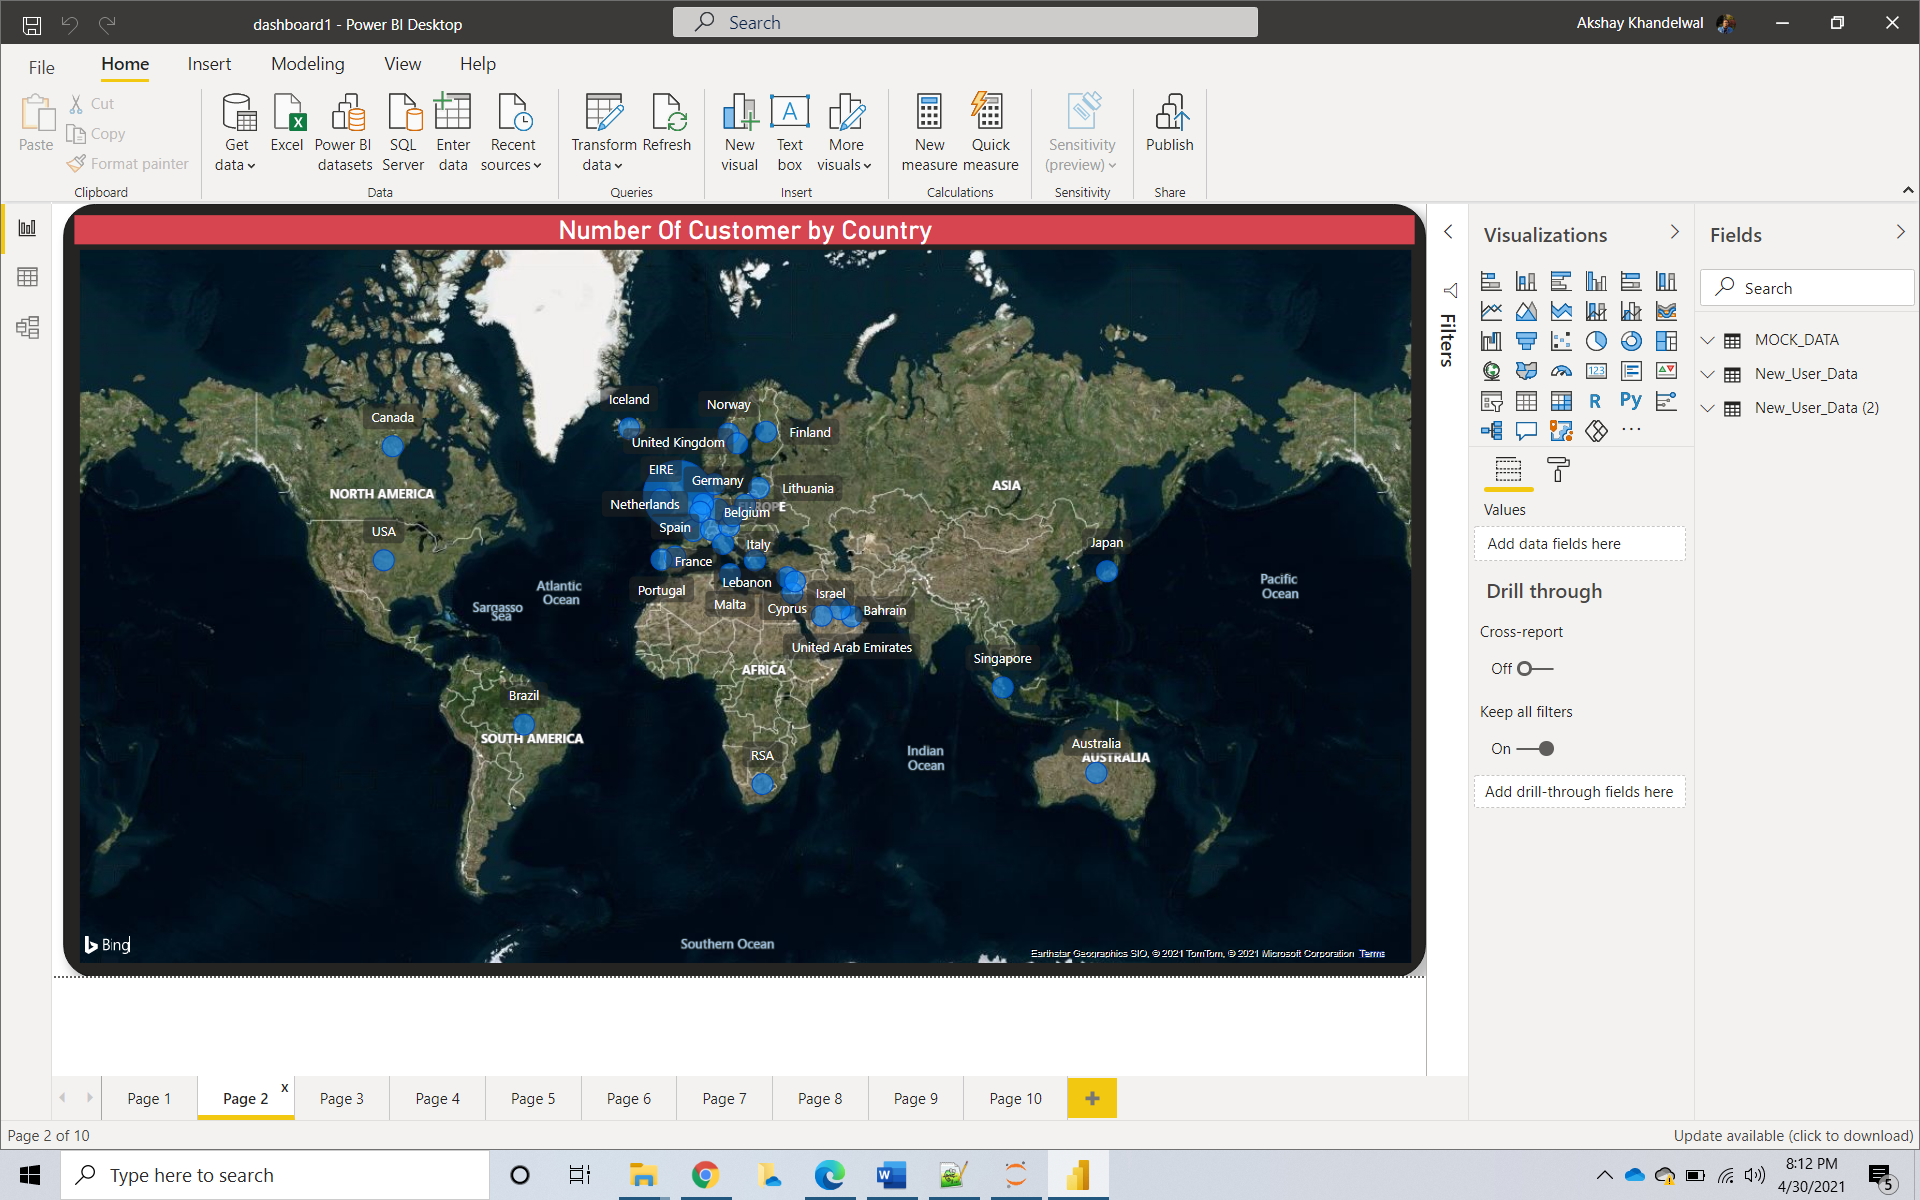 dashboard1 - Power BI Desktop
Search
Akshay Khandelwal
File
Home
Insert
Modeling
View
Help
Paste
Cut
Copy
Format painter
Clipboard
Get data
Excel
Power BI datasets
SQL Server
Enter data
Recent sources
Data
Transform data
Refresh
Queries
New visual
Text box
More visuals
Insert
New measure
Quick measure
Calculations
Sensitivity (preview)
Sensitivity
Publish
Share
Number Of Customer by Country
Iceland
Norway
Canada
Finland
United Kingdom
EIRE
Germany
Lithuania
NORTH AMERICA
ASIA
Netherlands
Belgium
Spain
USA
Italy
Japan
France
Lebanon
Portugal
Israel
Malta
Cyprus
Bahrain
Atlantic Ocean
Sargasso Sea
Pacific Ocean
United Arab Emirates
Singapore
AFRICA
Brazil
SOUTH AMERICA
RSA
Indian Ocean
Australia
AUSTRALIA
Southern Ocean
Bing
Earthstar Geographics SIO, © 2021 TomTom, © 2021 Microsoft Corporation Terms
Filters
Visualizations
123
R
Py
...
Values
Add data fields here
Drill through
Cross-report
Off
Keep all filters
On
Add drill-through fields here
Fields
Search
MOCK_DATA
New_User_Data
New_User_Data (2)
Page 1
Page 2
x
Page 3
Page 4
Page 5
Page 6
Page 7
Page 8
Page 9
Page 10
+
Page 2 of 10
Update available (click to download)
Type here to search
8:12 PM
4/30/2021
5